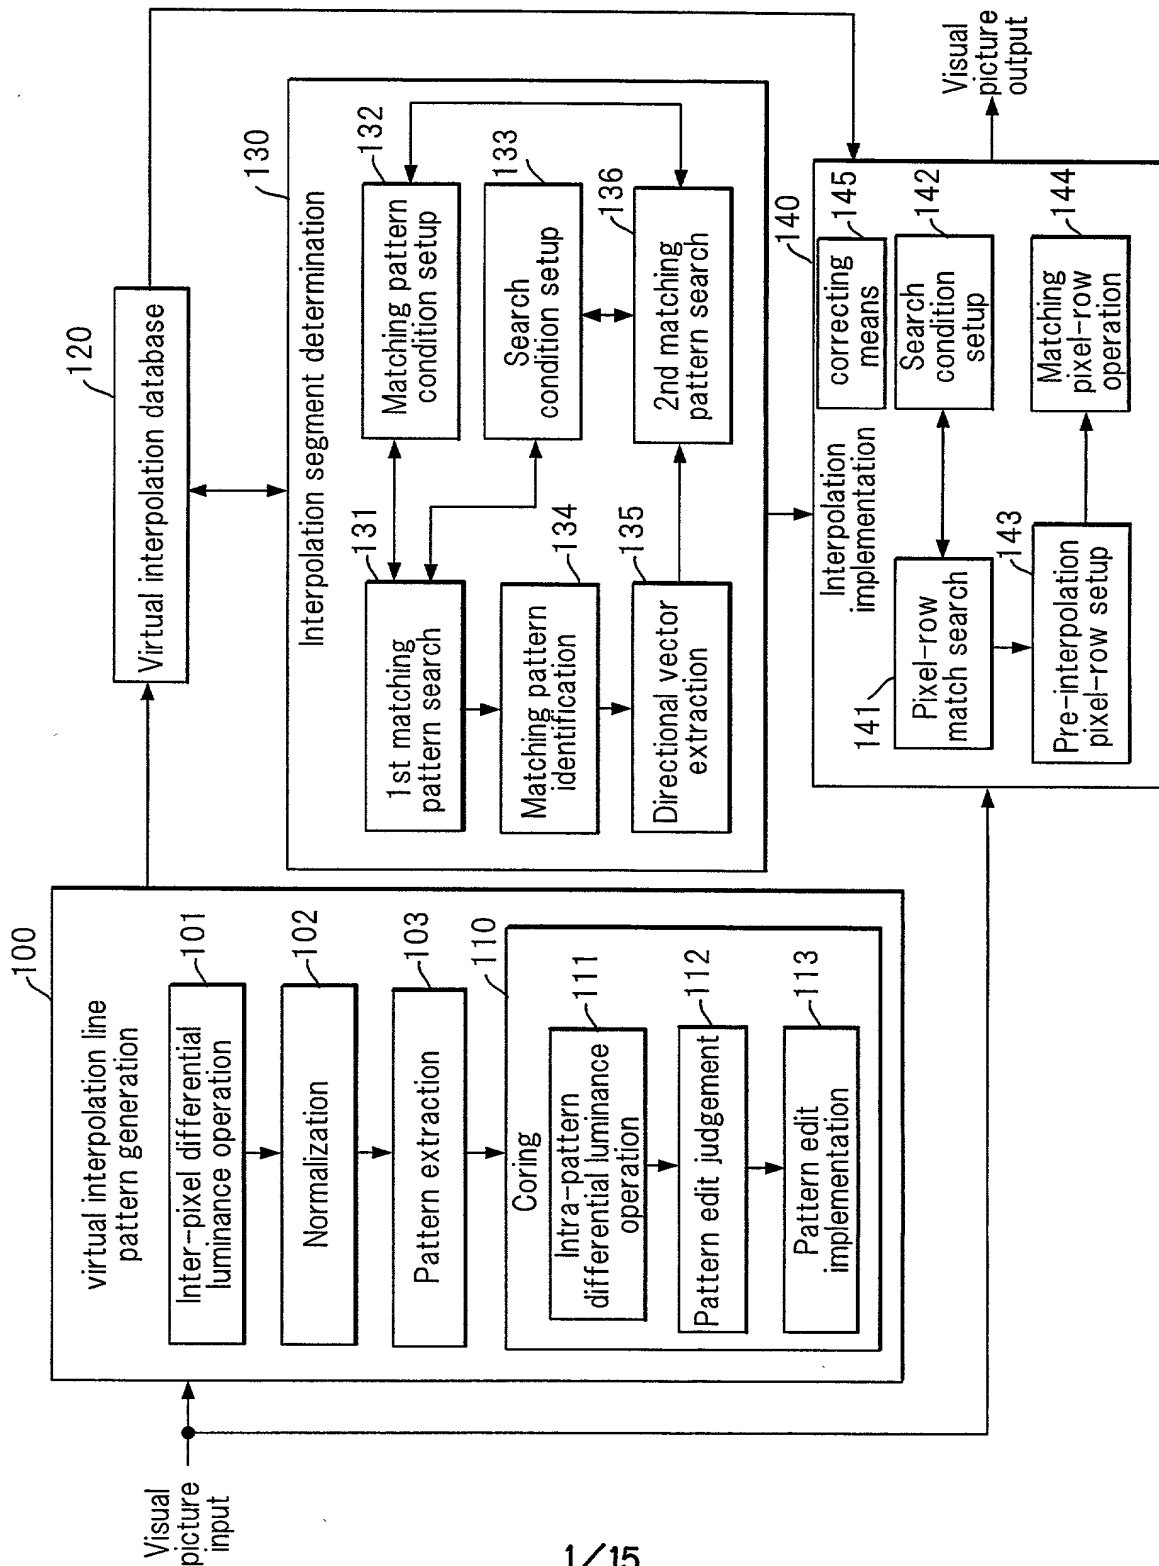 Visual
picture
input
100
virtual interpolation line
pattern generation
101
Inter-pixel differential
luminance operation
102
Normalization
103
Pattern extraction
110
Coring
111
Intra-pattern
differential luminance
operation
112
Pattern edit judgement
113
Pattern edit
implementation
120
Virtual interpolation database
130
Interpolation segment determination
131
1st matching
pattern search
132
Matching pattern
condition setup
133
Search
condition setup
134
Matching pattern
identification
135
Directional vector
extraction
136
2nd matching
pattern search
140
Interpolation
implementation
145
correcting
means
141
Pixel-row
match search
142
Search
condition
setup
143
Pre-interpolation
pixel-row setup
144
Matching
pixel-row
operation
Visual
picture
output
1/15